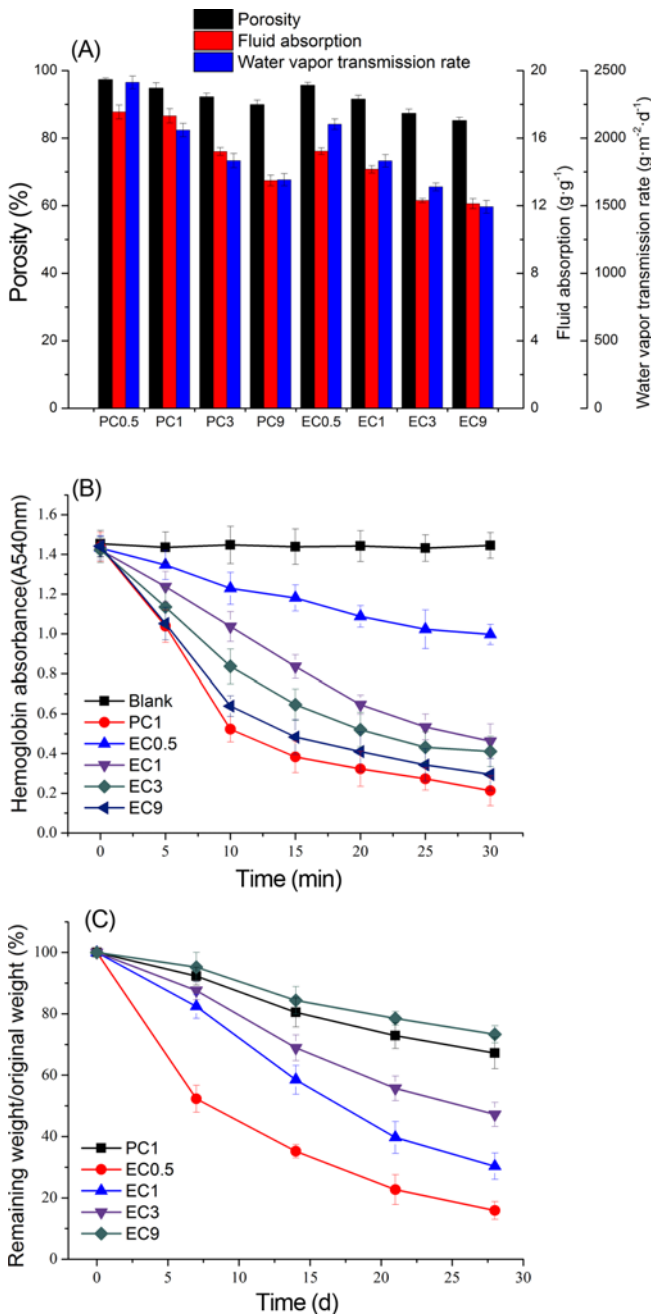 Porosity
Fluid absorption
Water vapor transmission rate
(A)
Porosity (%)
100
80
60
40
20
0
PC0.5 PC1 PC3 PC9 EC0.5 EC1 EC3 EC9
20
16
12
8
4
0
Fluid absorption (g·g⁻¹)
2500
2000
1500
1000
500
0
Water vapor transmission rate (g·m⁻²·d⁻¹)
(B)
Hemoglobin absorbance(A540nm)
1.6
1.4
1.2
1.0
0.8
0.6
0.4
0.2
0.0
Blank
PC1
EC0.5
EC1
EC3
EC9
0 5 10 15 20 25 30
Time (min)
(C)
Remaining weight/original weight (%)
100
80
60
40
20
0
PC1
EC0.5
EC1
EC3
EC9
0 5 10 15 20 25 30
Time (d)